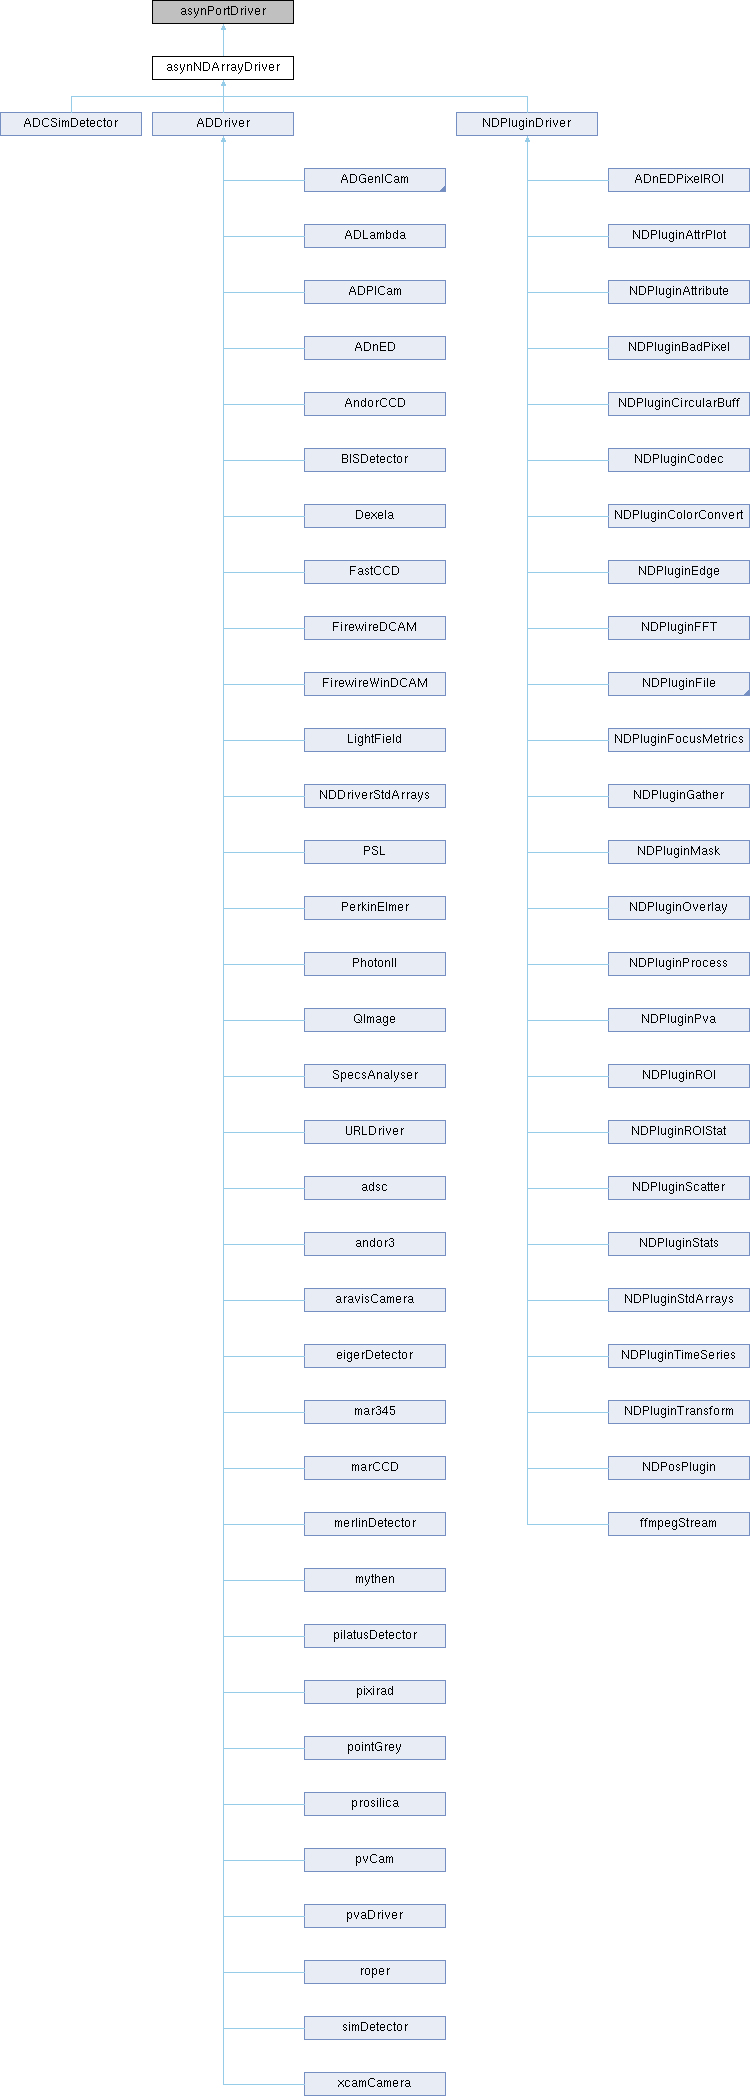 asynPortDriver
asynNDArrayDriver
ADCSimDetector
ADDriver
NDPluginDriver
ADGenICam
ADnEDPixelROI
ADLambda
NDPluginAttrPlot
ADPICam
NDPluginAttribute
ADnED
NDPluginBadPixel
AndorCCD
NDPluginCircularBuff
BISDetector
NDPluginCodec
Dexela
NDPluginColorConvert
FastCCD
NDPluginEdge
FirewireDCAM
NDPluginFFT
FirewireWinDCAM
NDPluginFile
LightField
NDPluginFocusMetrics
NDDriverStdArrays
NDPluginGather
PSL
NDPluginMask
PerkinElmer
NDPluginOverlay
PhotonII
NDPluginProcess
QImage
NDPluginPva
SpecsAnalyser
NDPluginROI
URLDriver
NDPluginROIStat
adsc
NDPluginScatter
andor3
NDPluginStats
aravisCamera
NDPluginStdArrays
eigerDetector
NDPluginTimeSeries
mar345
NDPluginTransform
marCCD
NDPosPlugin
merlinDetector
ffmpegStream
mythen
pilatusDetector
pixirad
pointGrey
prosilica
pvCam
pvaDriver
roper
simDetector
xcamCamera